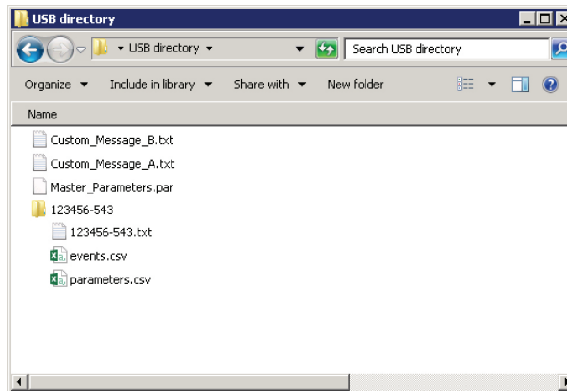 USB directory
USB directory
Search USB directory
Organize
Include in library
Share with
New folder
Name
Custom_Message_B.txt
Custom_Message_A.txt
Master_Parameters.par
123456-543
123456-543.txt
events.csv
parameters.csv